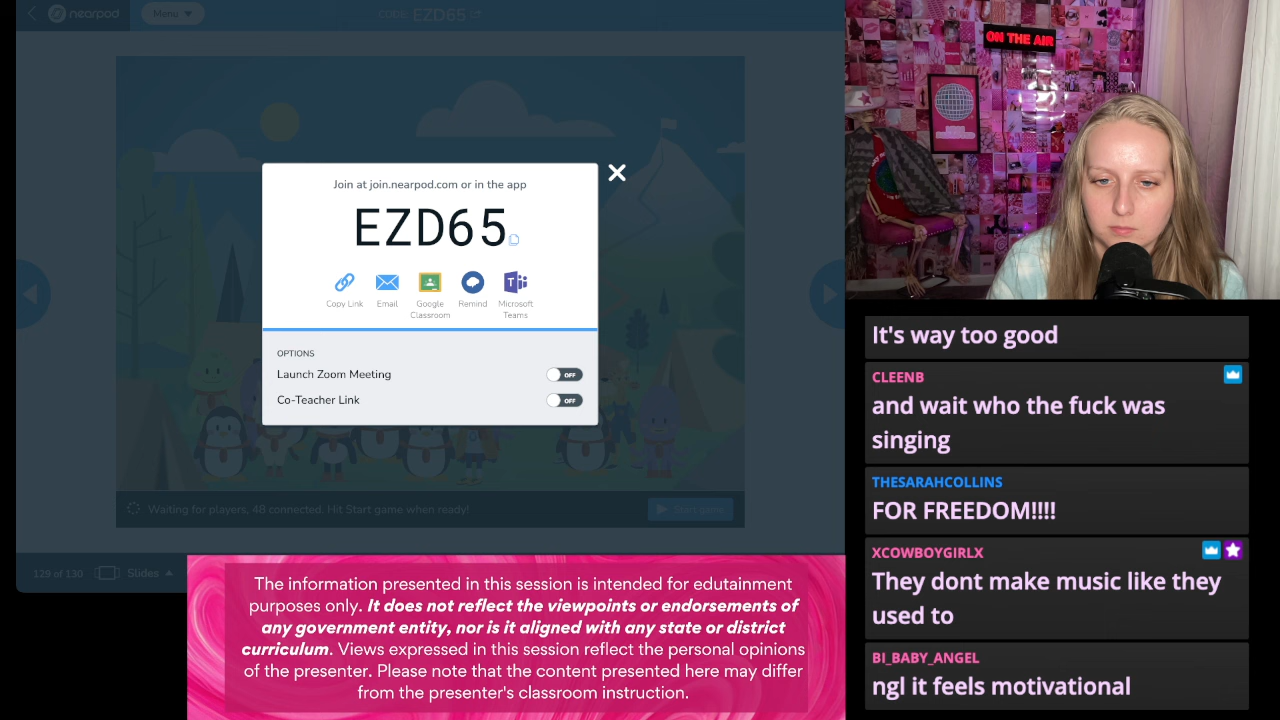 nearpod
Menu
CODE: EZD65
ON THE AIR
Join at join.nearpod.com or in the app
EZD65
Copy Link
Email
Google
Classroom
Remind
Microsoft
Teams
OPTIONS
Launch Zoom Meeting
OFF
Co-Teacher Link
OFF
Waiting for players, 48 connected. Hit Start game when ready!
Start game
129 of 130
Slides
The information presented in this session is intended for edutainment
purposes only. It does not reflect the viewpoints or endorsements of
any government entity, nor is it aligned with any state or district
curriculum. Views expressed in this session reflect the personal opinions
of the presenter. Please note that the content presented here may differ
from the presenter's classroom instruction.
It's way too good
CLEENB
and wait who the fuck was
singing
THESARAHCOLLINS
FOR FREEDOM!!!!
XCOWBOYGIRLX
They dont make music like they
used to
BI_BABY_ANGEL
ngl it feels motivational